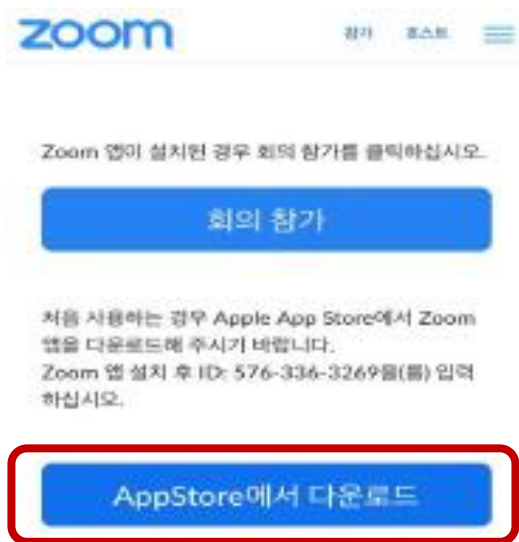 zoom
참가 호스트
Zoom 앱이 설치된 경우 회의 참가를 클릭하십시오.
회의 참가
처음 사용하는 경우 Apple App Store에서 Zoom
앱을 다운로드해 주시기 바랍니다.
Zoom 앱 설치 후 ID: 576-336-3269을(를) 입력
하십시오.
AppStore에서 다운로드